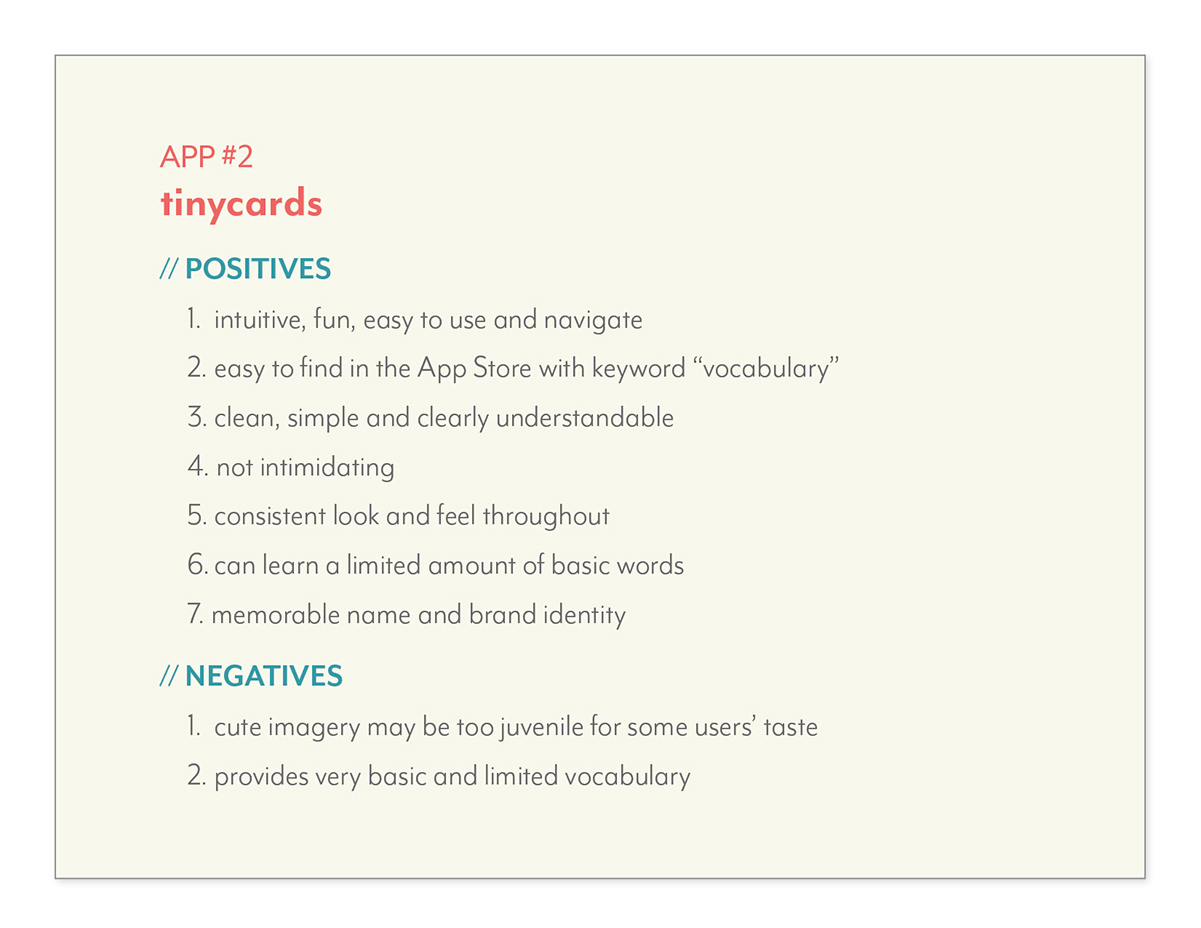 APP #2
tinycards
// POSITIVES
1. intuitive, fun, easy to use and navigate
2. easy to find in the App Store with keyword “vocabulary”
3. clean, simple and clearly understandable
4. not intimidating
5. consistent look and feel throughout
6. can learn a limited amount of basic words
7. memorable name and brand identity
// NEGATIVES
1. cute imagery may be too juvenile for some users’ taste
2. provides very basic and limited vocabulary